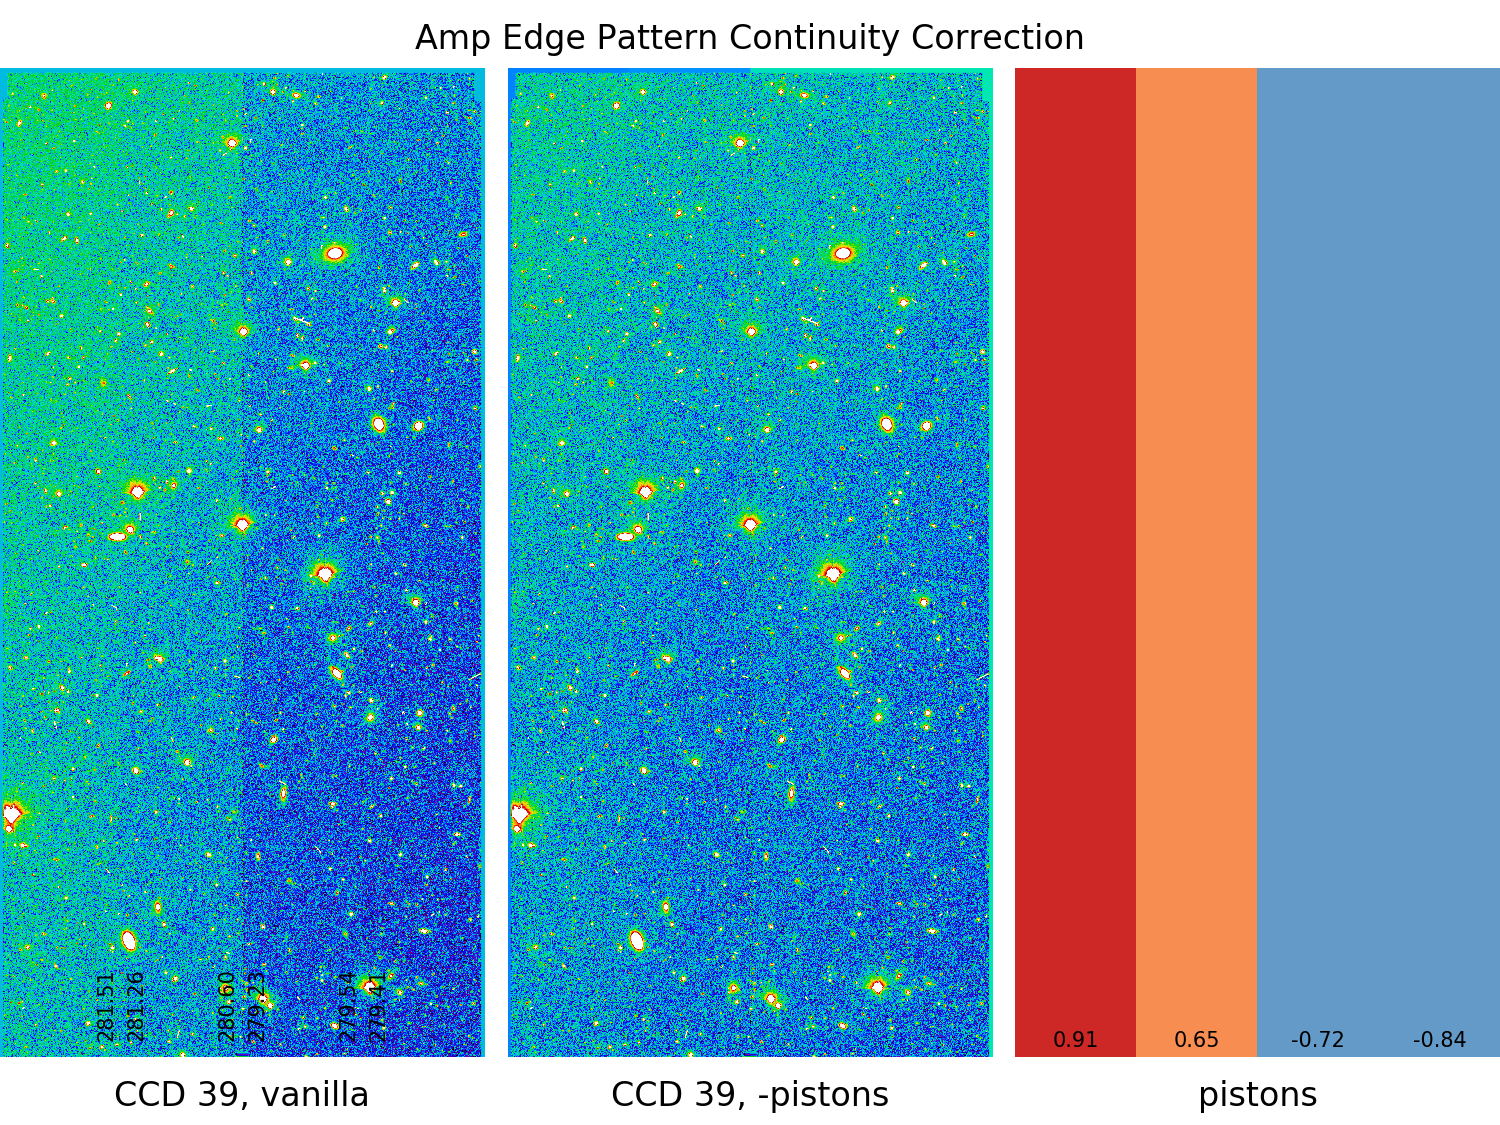 Amp Edge Pattern Continuity Correction
281.51
281.26
280.60
279.23
279.54
279.41
0.91
0.65
-0.72
-0.84
CCD 39, vanilla
CCD 39, -pistons
pistons